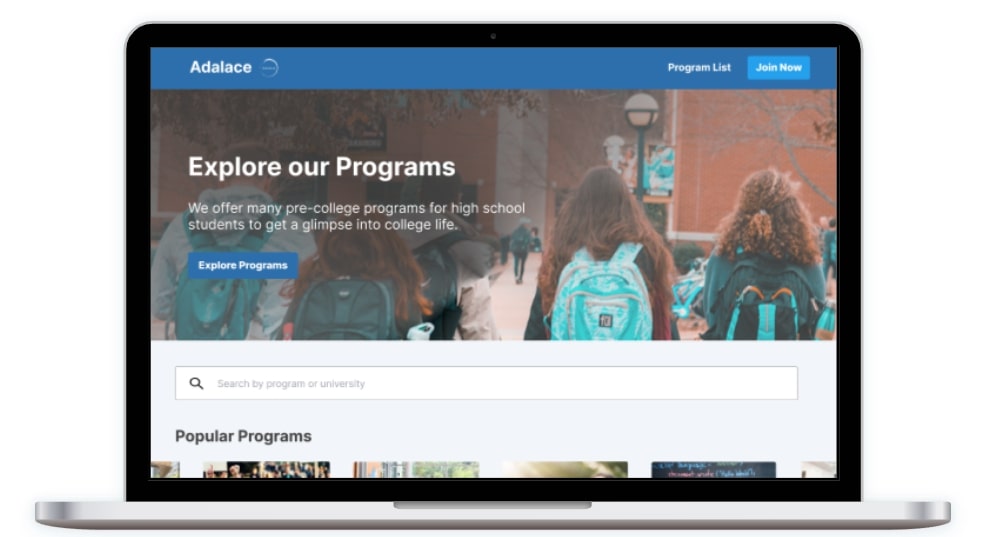 Adalace
Program List
Join Now
Explore our Programs
We offer many pre-college programs for high school
students to get a glimpse into college life.
Explore Programs
Search by program or university
Popular Programs